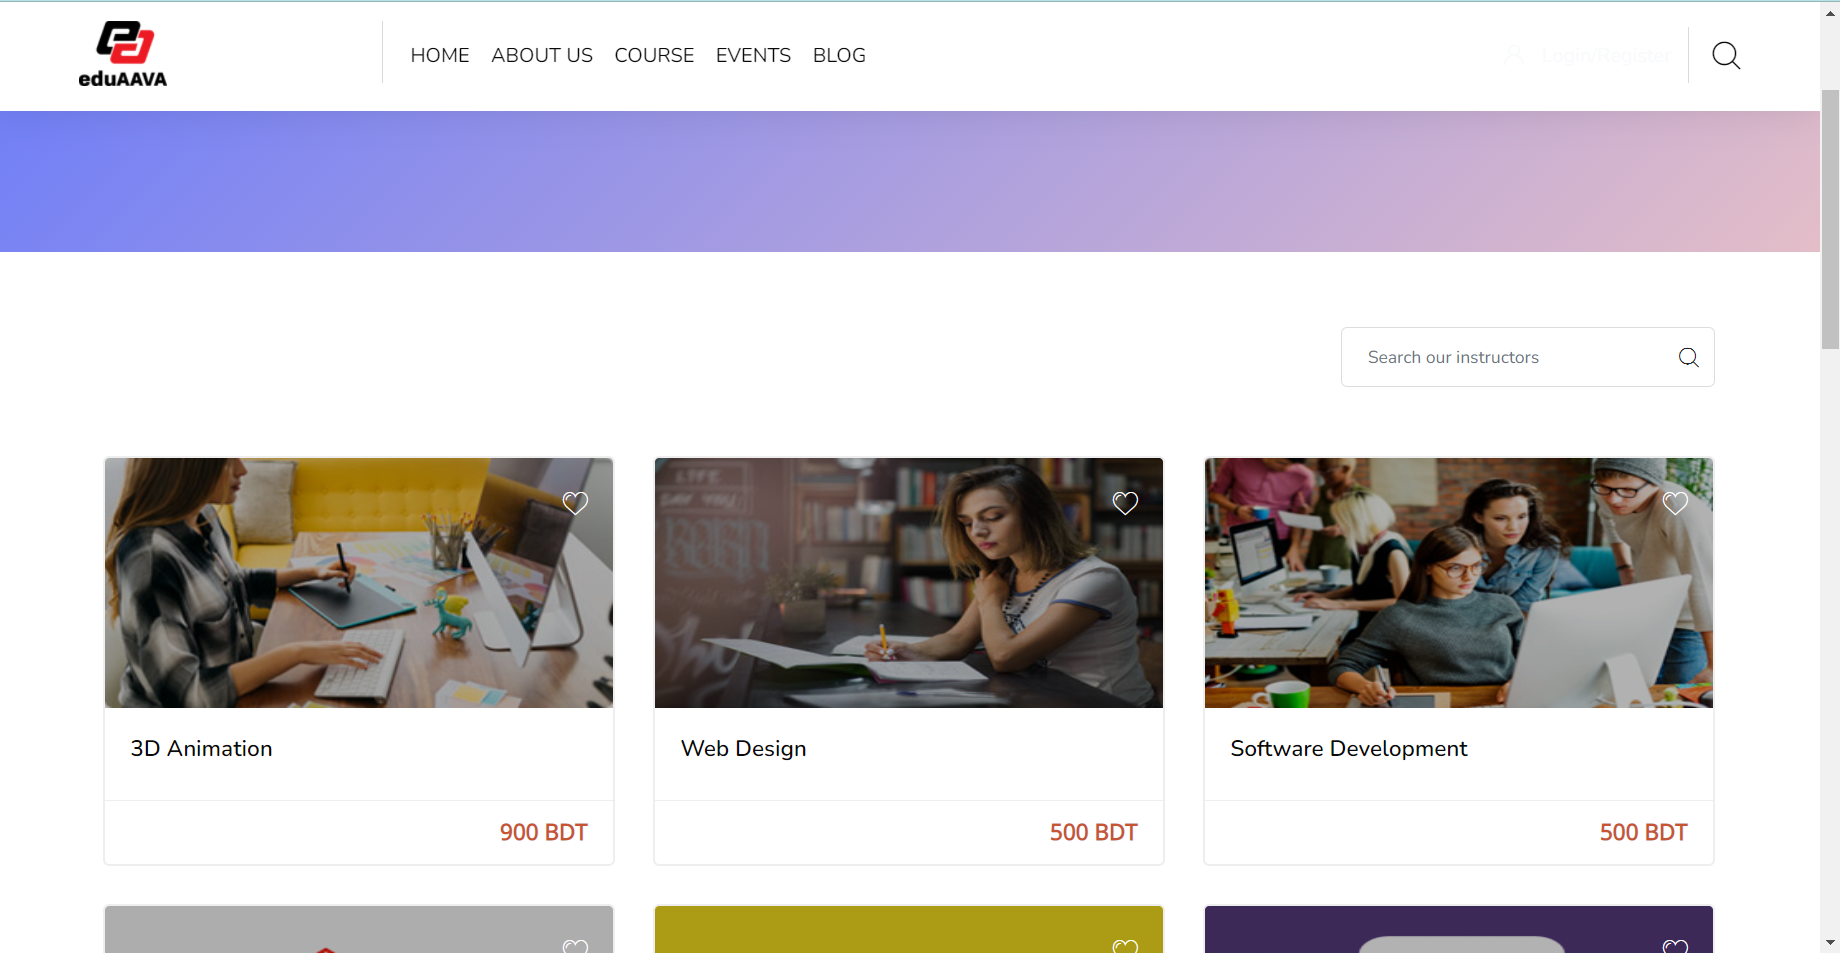 eduAAVA
HOME ABOUT US COURSE EVENTS BLOG
Login/Register
Search our instructors
LIFE
3D Animation
Web Design
Software Development
900 BDT
500 BDT
500 BDT